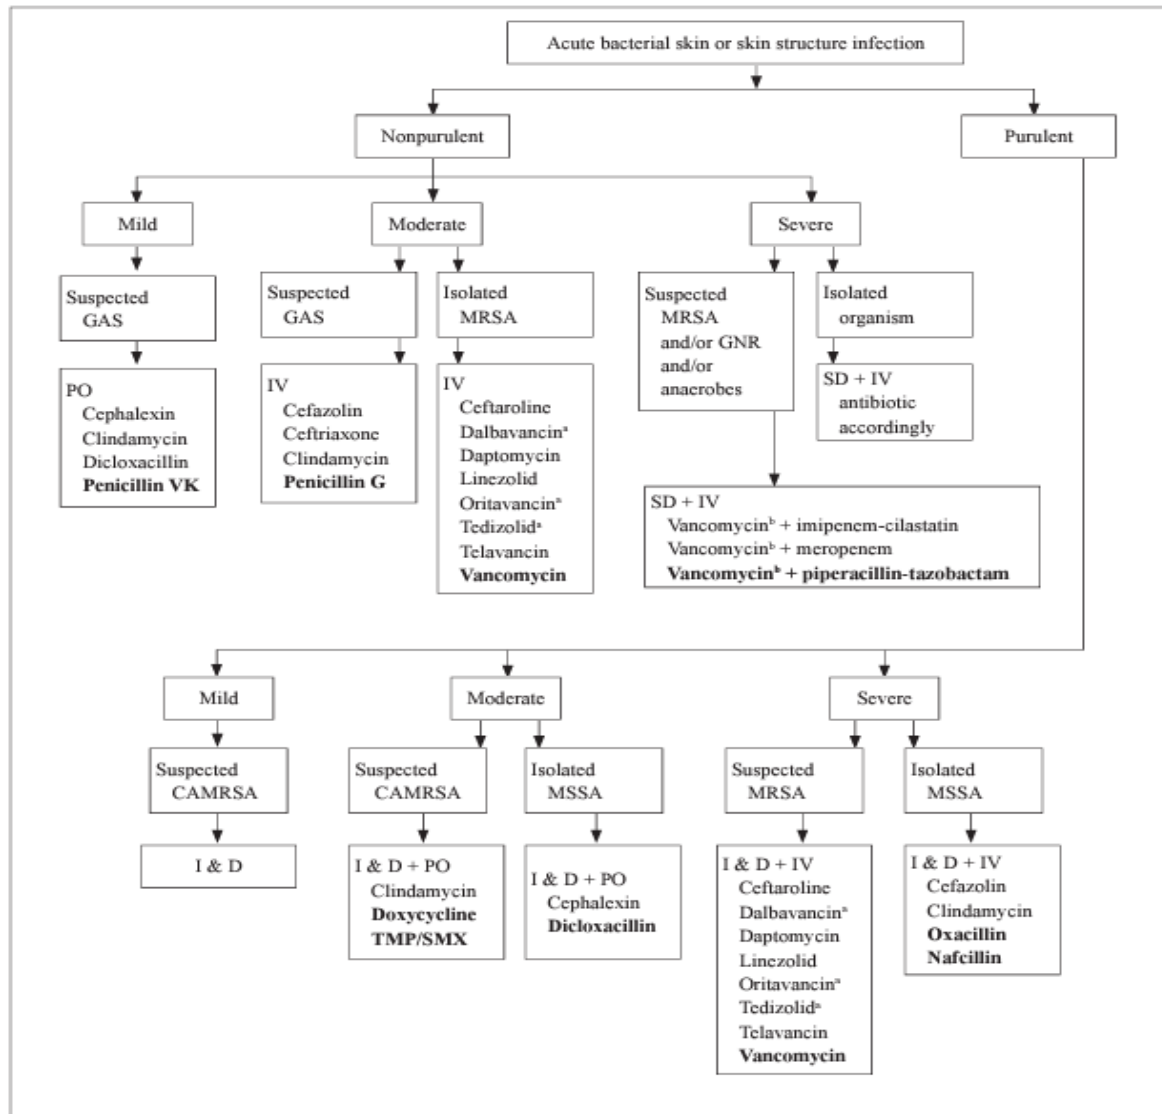 Acute bacterial skin or skin structure infection
Nonpurulent
Purulent
Mild
Moderate
Severe
Suspected
GAS
Suspected
GAS
Isolated
MRSA
Suspected
MRSA
and/or GNR
and/or
anaerobes
Isolated
organism
PO
Cephalexin
Clindamycin
Dicloxacillin
Penicillin VK
IV
Cefazolin
Ceftriaxone
Clindamycin
Penicillin G
IV
Ceftaroline
Dalbavancinᵃ
Daptomycin
Linezolid
Oritavancinᵃ
Tedizolidᵃ
Telavancin
Vancomycin
SD + IV
antibiotic
accordingly
SD + IV
Vancomycinᵇ + imipenem-cilastatin
Vancomycinᵇ + meropenem
Vancomycinᵇ + piperacillin-tazobactam
Mild
Moderate
Severe
Suspected
CAMRSA
Suspected
CAMRSA
Isolated
MSSA
Suspected
MRSA
Isolated
MSSA
I & D
I & D + PO
Clindamycin
Doxycycline
TMP/SMX
I & D + PO
Cephalexin
Dicloxacillin
I & D + IV
Ceftaroline
Dalbavancinᵃ
Daptomycin
Linezolid
Oritavancinᵃ
Tedizolidᵃ
Telavancin
Vancomycin
I & D + IV
Cefazolin
Clindamycin
Oxacillin
Nafcillin